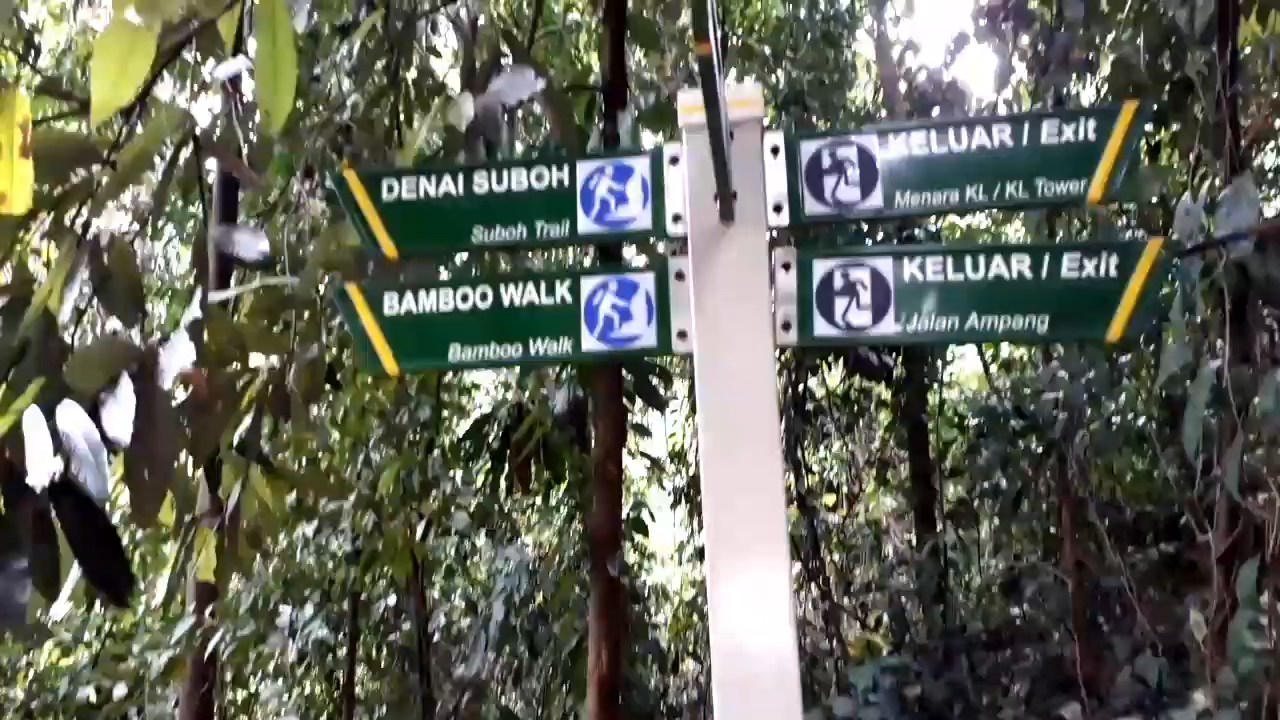 DENAI SUBOH
Suboh Trail
BAMBOO WALK
Bamboo Walk
KELUAR / Exit
Menara KL / KL Tower
KELUAR / Exit
Jalan Ampang